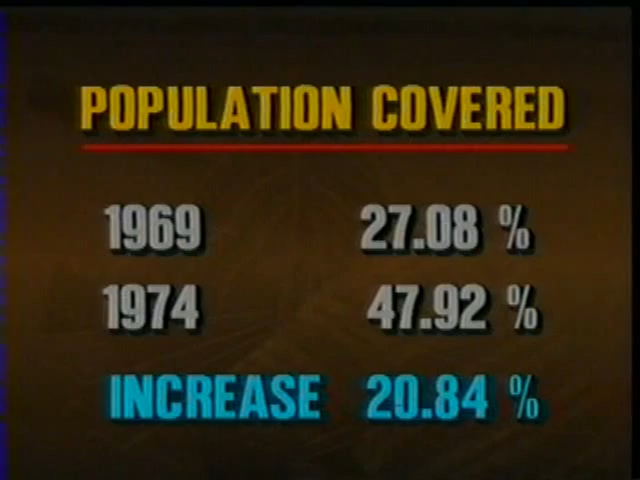 POPULATION COVERED
1969 27.08 %
1974 47.92 %
INCREASE 20.84 %